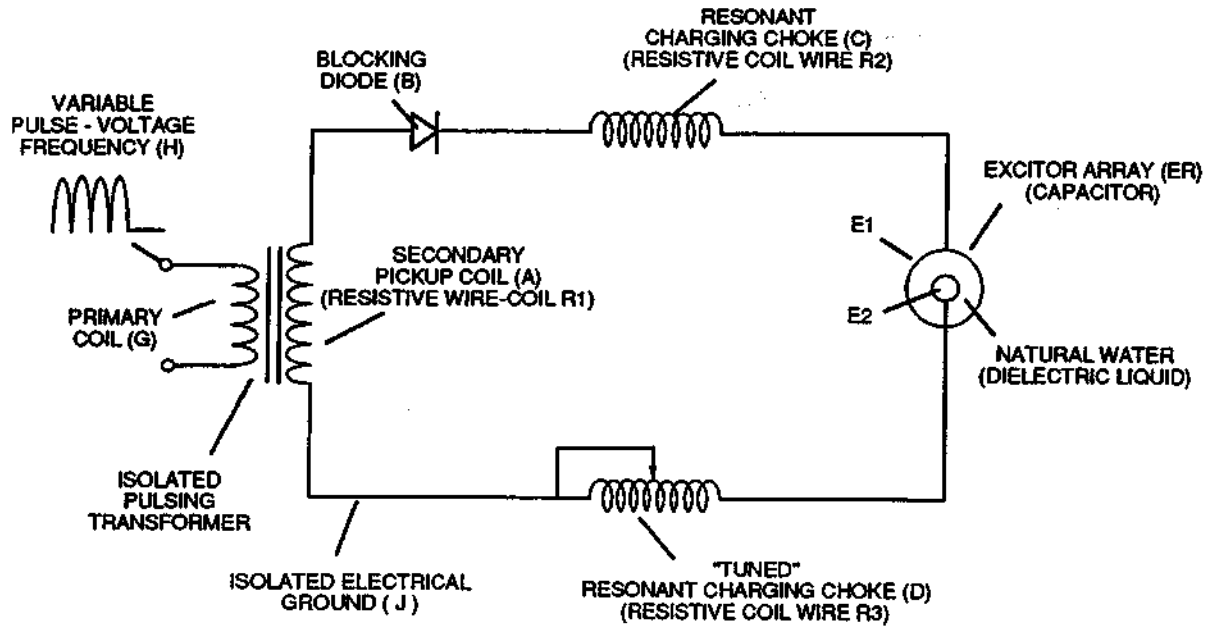 RESONANT
CHARGING CHOKE (C)
(RESISTIVE COIL WIRE R2)
BLOCKING
DIODE (B)
VARIABLE
PULSE - VOLTAGE
FREQUENCY (H)
EXCITOR ARRAY (ER)
(CAPACITOR)
E1
SECONDARY
PICKUP COIL (A)
(RESISTIVE WIRE-COIL R1)
PRIMARY
COIL (G)
E2
NATURAL WATER
(DIELECTRIC LIQUID)
ISOLATED
PULSING
TRANSFORMER
ISOLATED ELECTRICAL
GROUND ( J )
"TUNED"
RESONANT CHARGING CHOKE (D)
(RESISTIVE COIL WIRE R3)